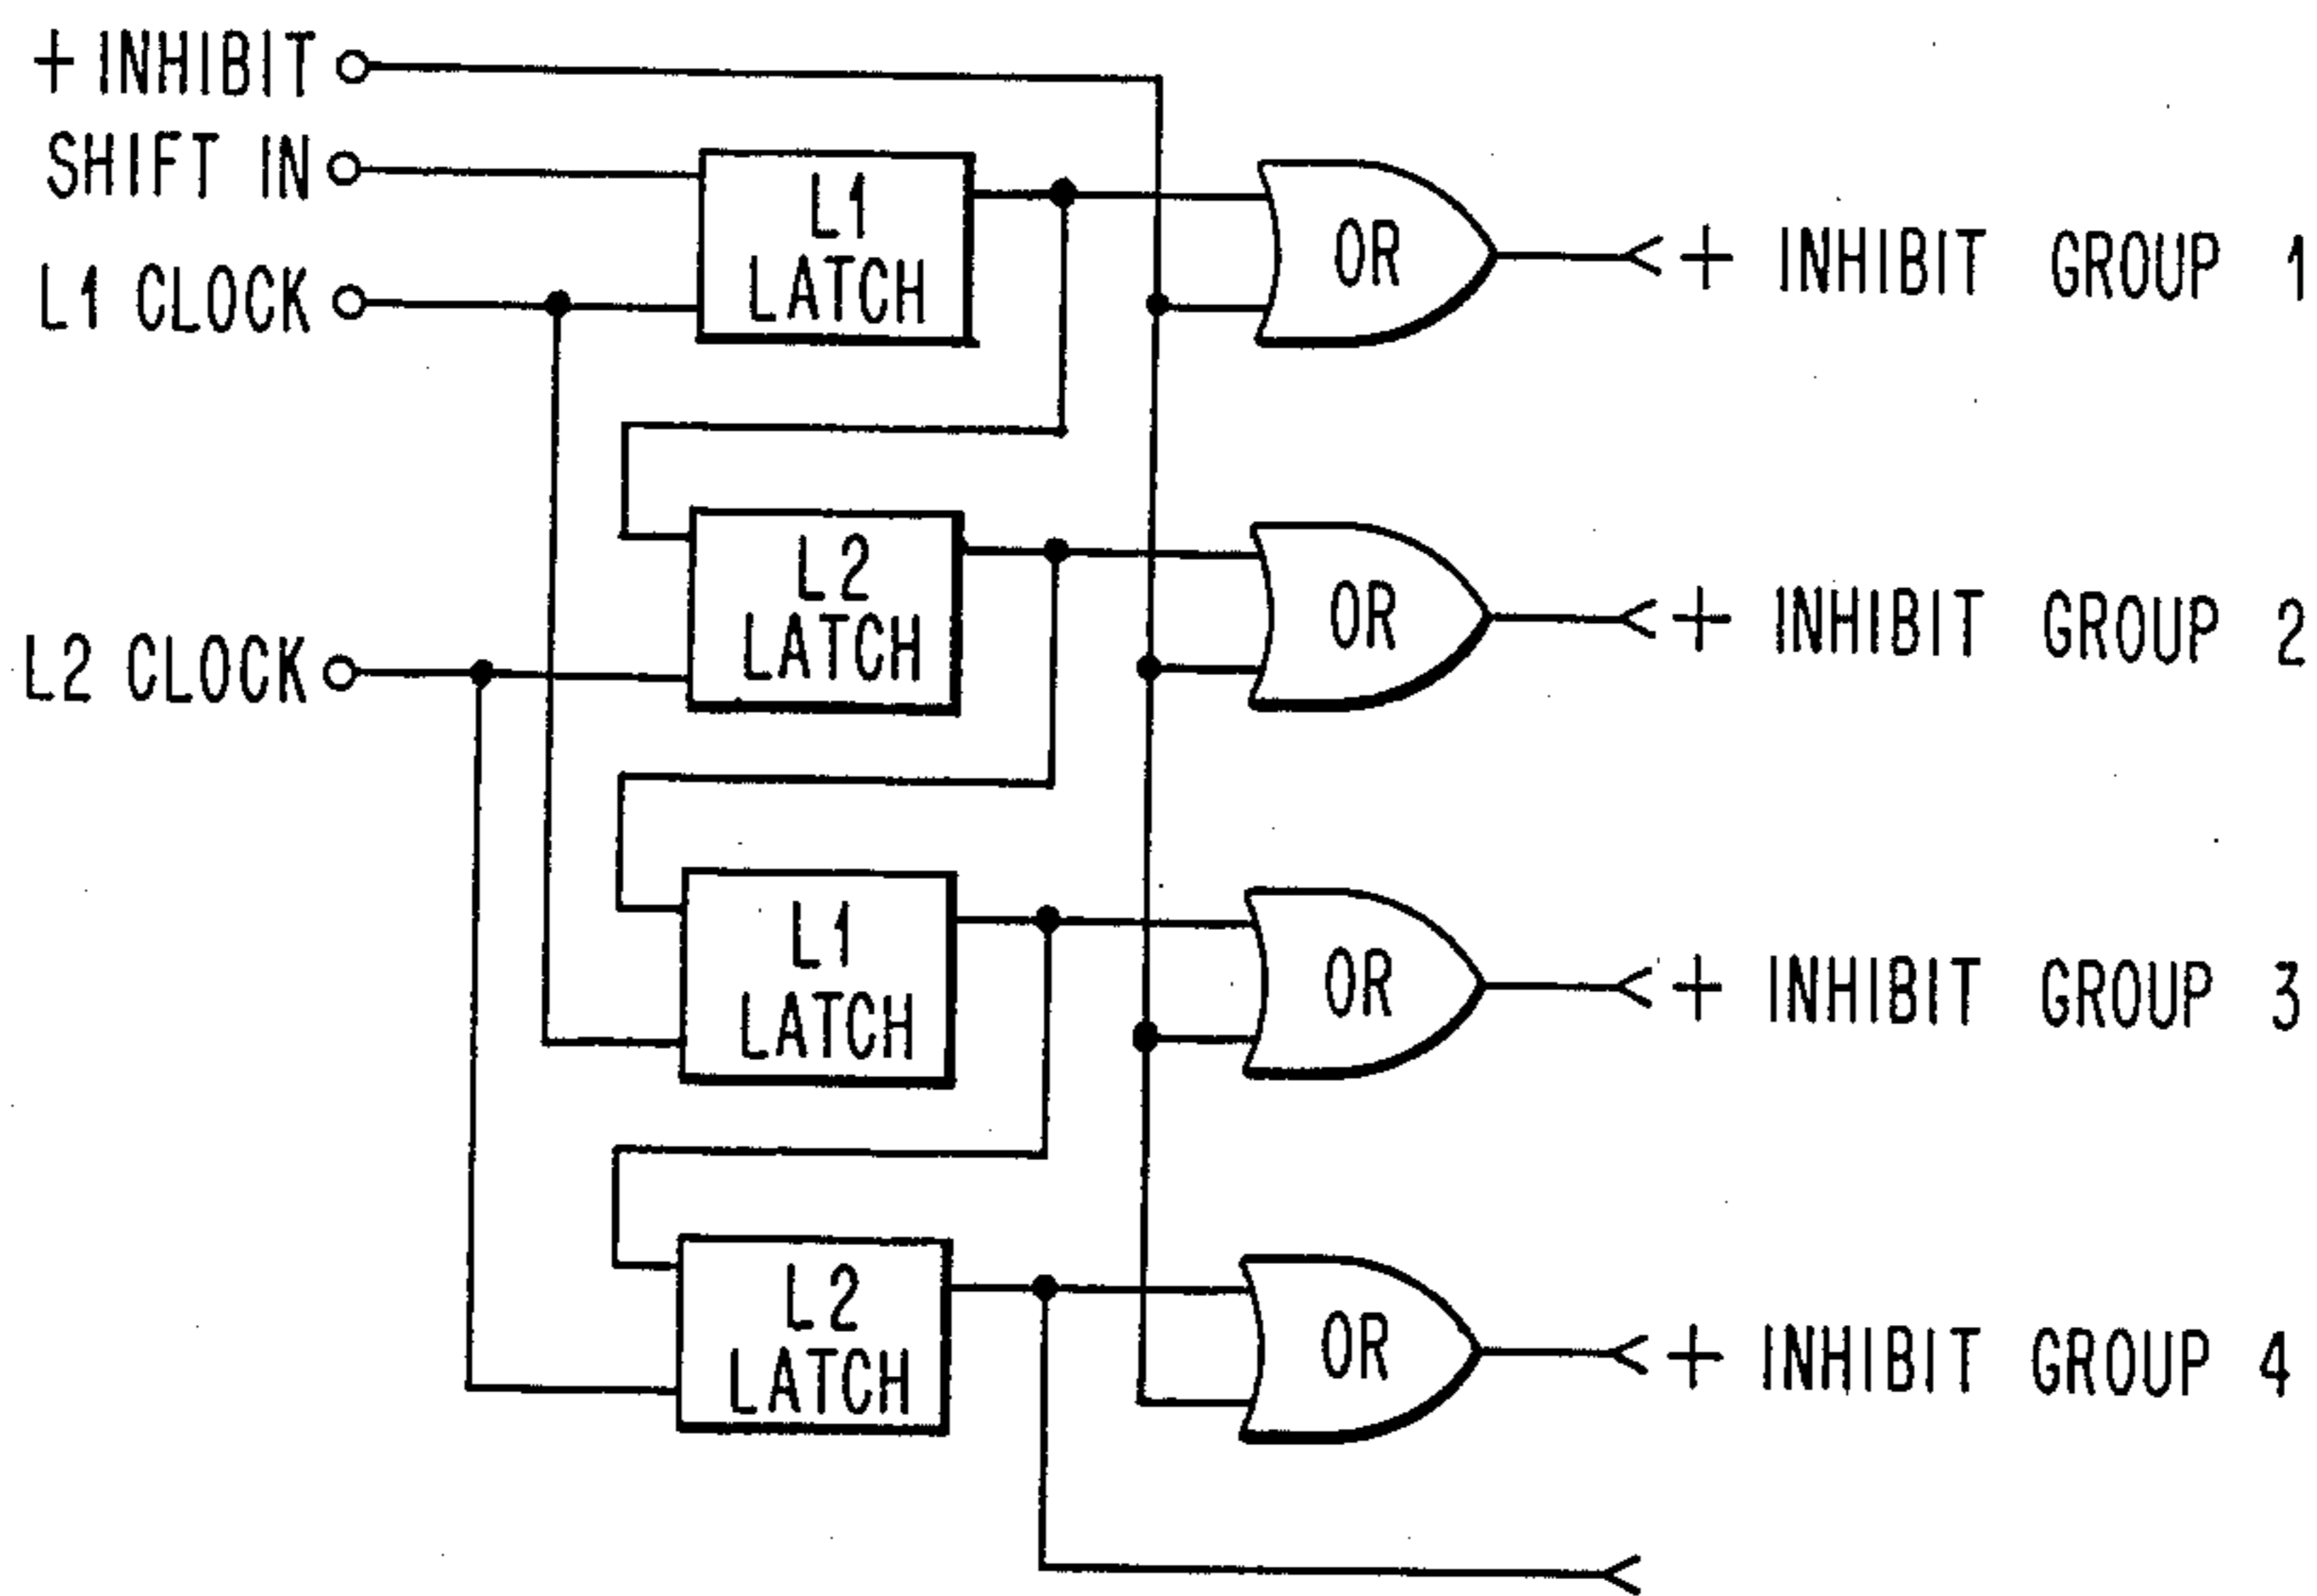 + INHIBIT
SHIFT IN
L1 CLOCK
L1
LATCH
OR
+ INHIBIT GROUP 1
L2 CLOCK
L2
LATCH
OR
+ INHIBIT GROUP 2
L1
LATCH
OR
+ INHIBIT GROUP 3
L2
LATCH
OR
+ INHIBIT GROUP 4